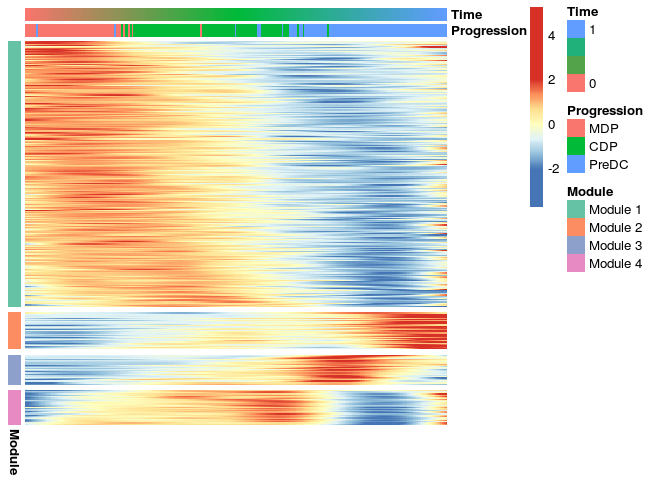 Time
Progression
4
2
0
-2
Time
1
0
Progression
MDP
CDP
PreDC
Module
Module 1
Module 2
Module 3
Module 4
Module